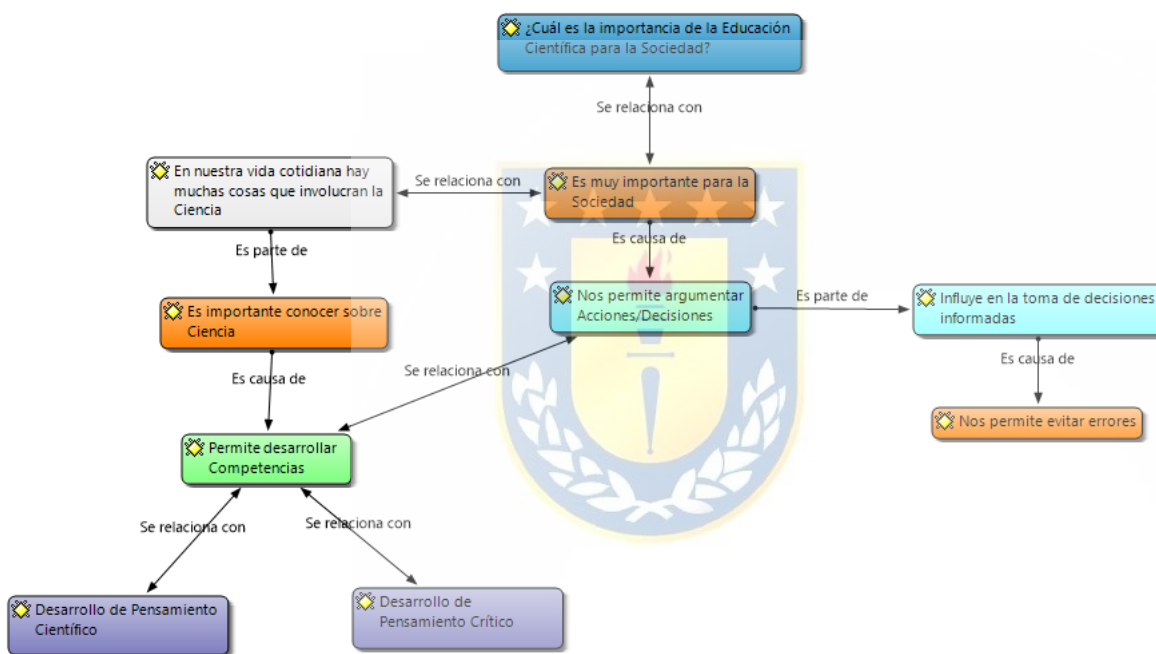 ¿Cuál es la importancia de la Educación
Científica para la Sociedad?
Se relaciona con
En nuestra vida cotidiana hay
muchas cosas que involucran la
Ciencia
Se relaciona con
Es muy importante para la
Sociedad
Es parte de
Es causa de
Es importante conocer sobre
Ciencia
Nos permite argumentar
Acciones/Decisiones
Es parte de
Influye en la toma de decisiones
informadas
Es causa de
Se relaciona con
Es causa de
Nos permite evitar errores
Permite desarrollar
Competencias
Se relaciona con
Se relaciona con
Desarrollo de Pensamiento
Científico
Desarrollo de
Pensamiento Crítico